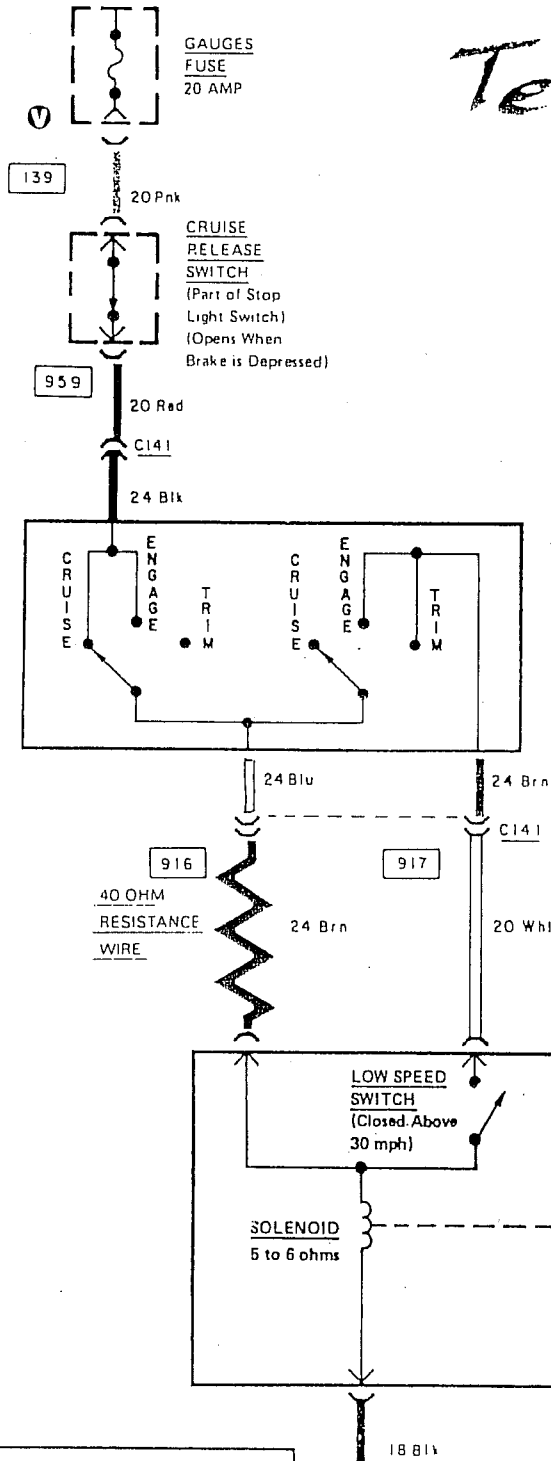 GAUGES
FUSE
20 AMP
V
139
20 Pnk
CRUISE
RELEASE
SWITCH
(Part of Stop
Light Switch)
(Opens When
Brake is Depressed)
959
20 Red
C141
24 Blk
CRUISE
ENGAGE
TRIM
CRUISE
ENGAGE
TRIM
24 Blu
24 Brn
C141
916
917
40 OHM
RESISTANCE
WIRE
24 Brn
20 Wht
LOW SPEED
SWITCH
(Closed Above
30 mph)
SOLENOID
5 to 6 ohms
18 Blk